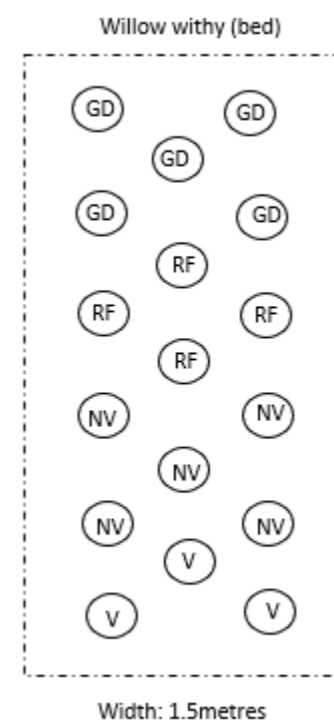 Willow withy (bed)
GD GD
GD
GD GD
RF
RF RF
RF
NV NV
NV
NV NV
V
V V
Width: 1.5metres